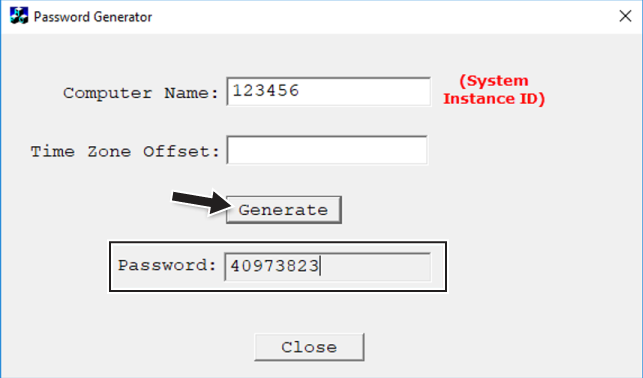 Password Generator
Computer Name: 123456
(System
Instance ID)
Time Zone Offset:
Generate
Password: 40973823
Close